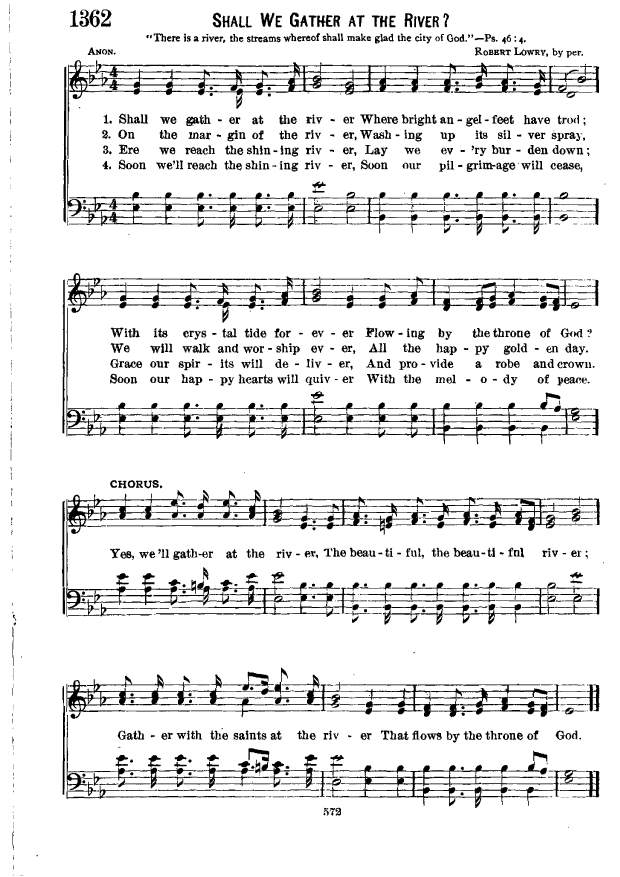 1362 SHALL WE GATHER AT THE RIVER?
"There is a river, the streams whereof shall make glad the city of God."—Ps. 46:4.
ANON. ROBERT LOWRY, by per.
1. Shall we gath - er at the riv - er Where bright an - gel - feet have trod;
2. On the mar - gin of the riv - er, Wash - ing up its sil - ver spray,
3. Ere we reach the shin - ing riv - er, Lay we ev - 'ry bur - den down;
4. Soon we'll reach the shin - ing riv - er, Soon our pil - grim - age will cease,
With its crys - tal tide for - ev - er Flow - ing by the throne of God?
We will walk and wor - ship ev - er, All the hap - py gold - en day.
Grace our spir - its will de - liv - er, And pro - vide a robe and crown.
Soon our hap - py hearts will quiv - er With the mel - o - dy of peace.
CHORUS.
Yes, we'll gath-er at the riv - er, The beau - ti - ful, the beau - ti - ful riv - er;
Gath - er with the saints at the riv - er That flows by the throne of God.
572